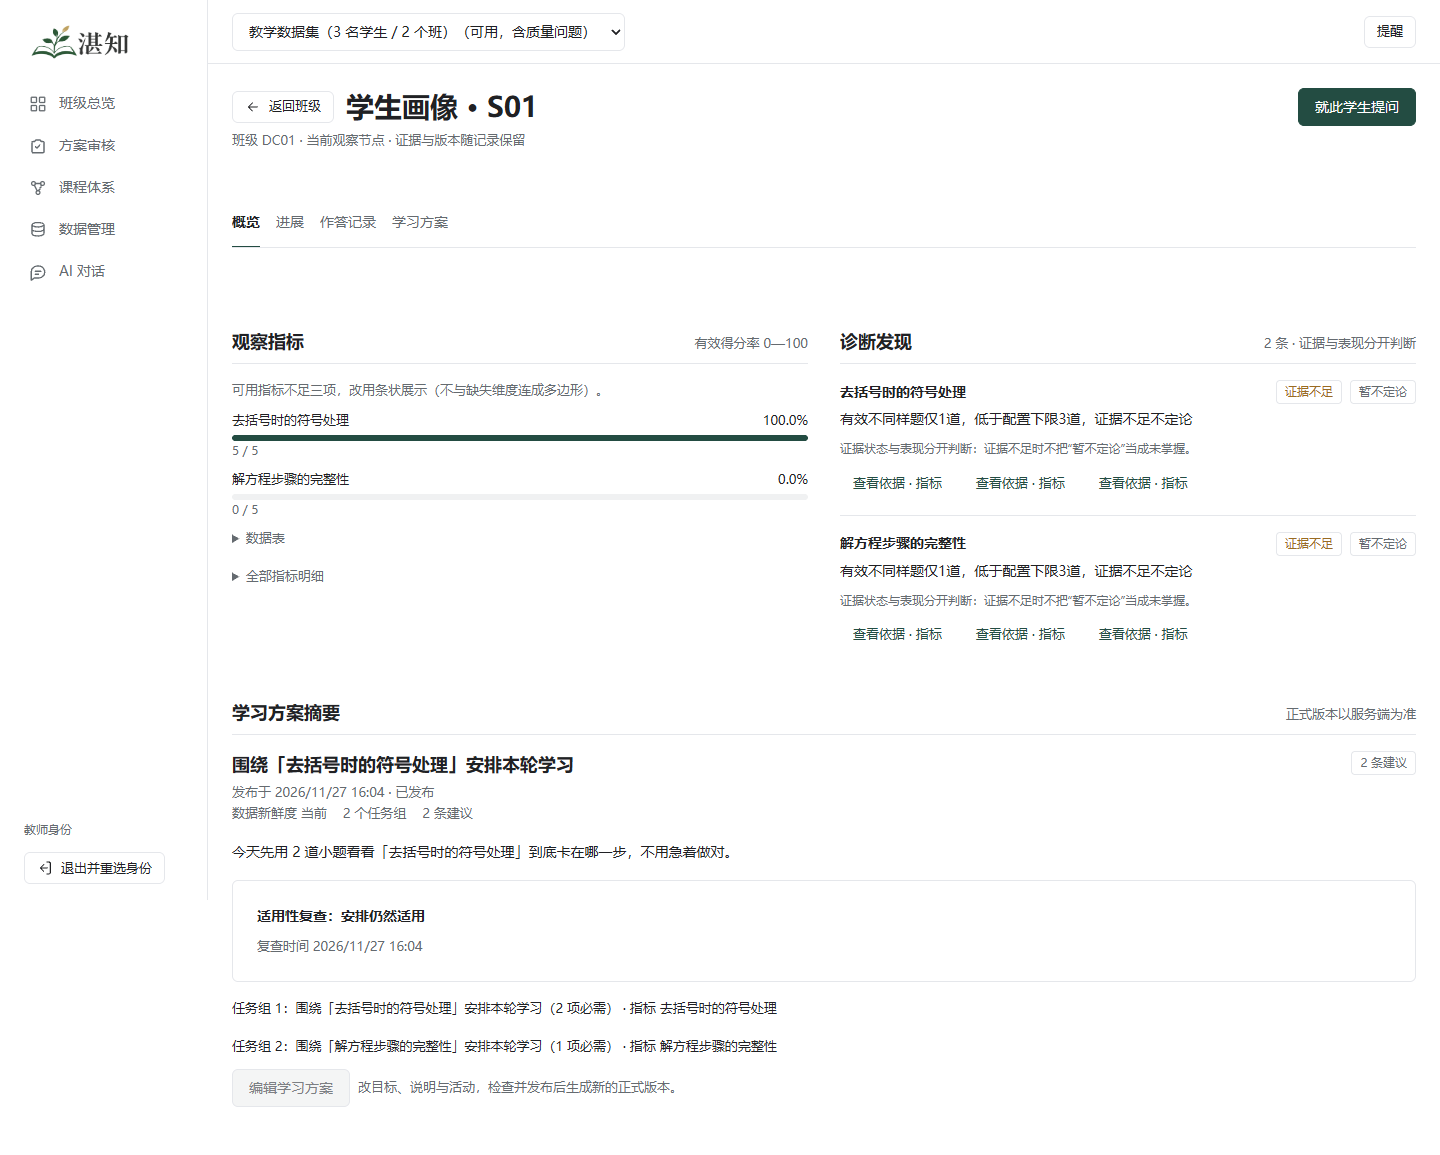 湛知
教学数据集（3 名学生 / 2 个班）（可用，含质量问题）
提醒
班级总览
方案审核
课程体系
数据管理
AI 对话
返回班级
学生画像 • S01
就此学生提问
班级 DC01 · 当前观察节点 · 证据与版本随记录保留
概览 进展 作答记录 学习方案
观察指标
有效得分率 0—100
可用指标不足三项，改用条状展示（不与缺失维度连成多边形）。
去括号时的符号处理 100.0%
5 / 5
解方程步骤的完整性 0.0%
0 / 5
数据表
全部指标明细
诊断发现
2 条 · 证据与表现分开判断
去括号时的符号处理 证据不足 暂不定论
有效不同样题仅1道，低于配置下限3道，证据不足不定论
证据状态与表现分开判断：证据不足时不把“暂不定论”当成未掌握。
查看依据 · 指标 查看依据 · 指标 查看依据 · 指标
解方程步骤的完整性 证据不足 暂不定论
有效不同样题仅1道，低于配置下限3道，证据不足不定论
证据状态与表现分开判断：证据不足时不把“暂不定论”当成未掌握。
查看依据 · 指标 查看依据 · 指标 查看依据 · 指标
学习方案摘要
正式版本以服务端为准
围绕「去括号时的符号处理」安排本轮学习
2 条建议
发布于 2026/11/27 16:04 · 已发布
数据新鲜度 当前 2 个任务组 2 条建议
今天先用 2 道小题看看「去括号时的符号处理」到底卡在哪一步，不用急着做对。
适用性复查：安排仍然适用
复查时间 2026/11/27 16:04
任务组 1：围绕「去括号时的符号处理」安排本轮学习（2 项必需） · 指标 去括号时的符号处理
任务组 2：围绕「解方程步骤的完整性」安排本轮学习（1 项必需） · 指标 解方程步骤的完整性
编辑学习方案 改目标、说明与活动，检查并发布后生成新的正式版本。
教师身份
退出并重选身份